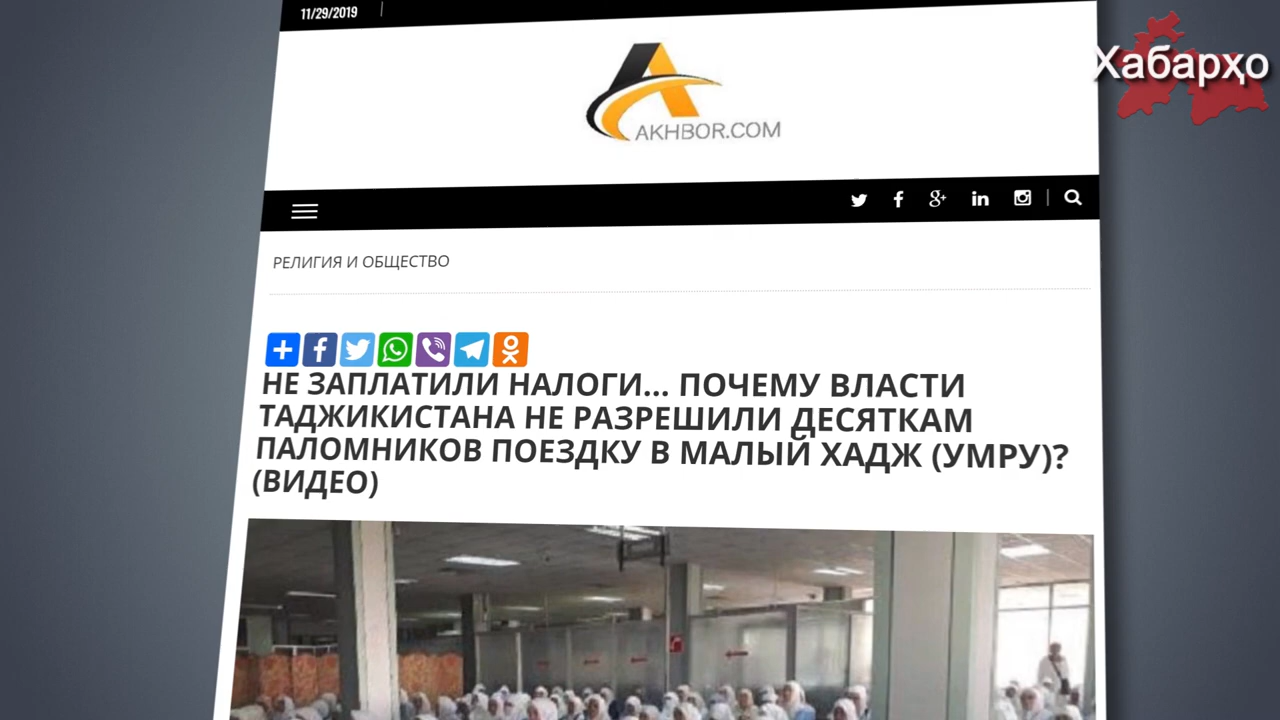 11/29/2019
Хабарҳо
AKHBOR.COM
РЕЛИГИЯ И ОБЩЕСТВО
НЕ ЗАПЛАТИЛИ НАЛОГИ... ПОЧЕМУ ВЛАСТИ
ТАДЖИКИСТАНА НЕ РАЗРЕШИЛИ ДЕСЯТКАМ
ПАЛОМНИКОВ ПОЕЗДКУ В МАЛЫЙ ХАДЖ (УМРУ)?
(ВИДЕО)